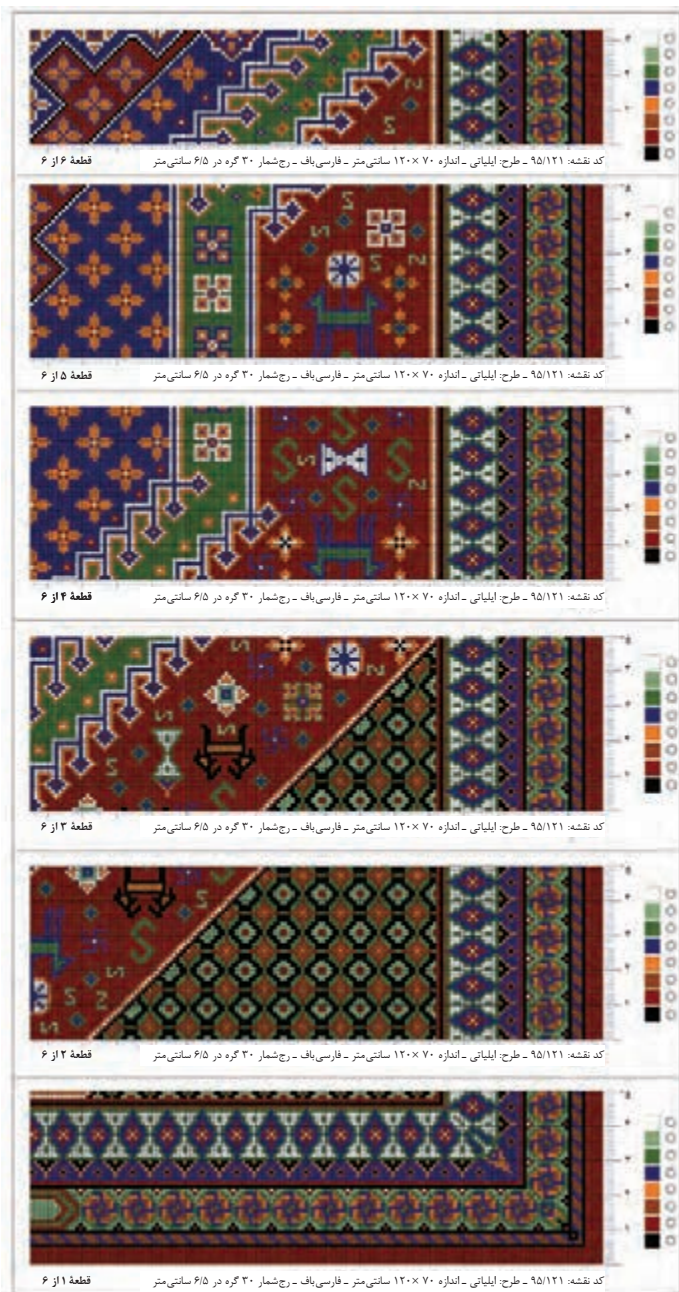 کد نقشه: ۹۵/۱۲۱ ـ طرح: ایلیاتی ـ اندازه ۷۰ ×۱۲۰ سانتی‌متر ـ فارسی‌باف ـ رج‌شمار ۳۰ گره در ۶/۵ سانتی‌متر قطعهٔ ۶ از ۶
کد نقشه: ۹۵/۱۲۱ ـ طرح: ایلیاتی ـ اندازه ۷۰ ×۱۲۰ سانتی‌متر ـ فارسی‌باف ـ رج‌شمار ۳۰ گره در ۶/۵ سانتی‌متر قطعهٔ ۵ از ۶
کد نقشه: ۹۵/۱۲۱ ـ طرح: ایلیاتی ـ اندازه ۷۰ ×۱۲۰ سانتی‌متر ـ فارسی‌باف ـ رج‌شمار ۳۰ گره در ۶/۵ سانتی‌متر قطعهٔ ۴ از ۶
کد نقشه: ۹۵/۱۲۱ ـ طرح: ایلیاتی ـ اندازه ۷۰ ×۱۲۰ سانتی‌متر ـ فارسی‌باف ـ رج‌شمار ۳۰ گره در ۶/۵ سانتی‌متر قطعهٔ ۳ از ۶
کد نقشه: ۹۵/۱۲۱ ـ طرح: ایلیاتی ـ اندازه ۷۰ ×۱۲۰ سانتی‌متر ـ فارسی‌باف ـ رج‌شمار ۳۰ گره در ۶/۵ سانتی‌متر قطعهٔ ۲ از ۶
کد نقشه: ۹۵/۱۲۱ ـ طرح: ایلیاتی ـ اندازه ۷۰ ×۱۲۰ سانتی‌متر ـ فارسی‌باف ـ رج‌شمار ۳۰ گره در ۶/۵ سانتی‌متر قطعهٔ ۱ از ۶